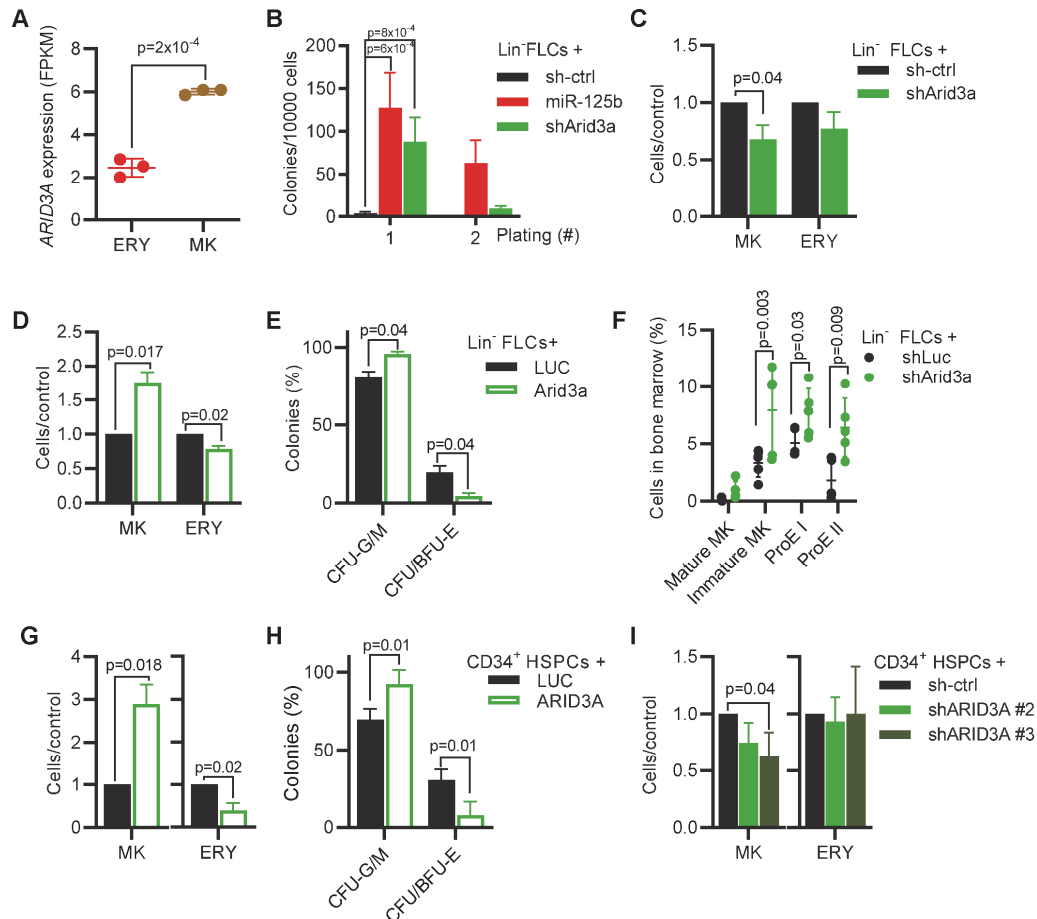 A
ARID3A expression (FPKM)
8
6
4
2
0
p=2x10⁻⁴
ERY
MK
B
Colonies/10000 cells
200
150
100
50
0
p=8x10⁻⁴
p=6x10⁻⁴
Lin⁻FLCs +
sh-ctrl
miR-125b
shArid3a
1
2
Plating (#)
C
Cells/control
1.5
1.0
0.5
0.0
p=0.04
Lin⁻ FLCs +
sh-ctrl
shArid3a
MK
ERY
D
Cells/control
2.5
2.0
1.5
1.0
0.5
0.0
p=0.017
p=0.02
MK
ERY
E
Colonies (%)
100
50
0
p=0.04
p=0.04
Lin⁻ FLCs+
LUC
Arid3a
CFU-G/M
CFU/BFU-E
F
Cells in bone marrow (%)
15
10
5
0
p=0.003
p=0.03
p=0.009
Lin⁻ FLCs +
shLuc
shArid3a
Mature MK
Immature MK
ProE I
ProE II
G
Cells/control
4
3
2
1
0
p=0.018
p=0.02
MK
ERY
H
Colonies (%)
100
50
0
p=0.01
p=0.01
CD34⁺ HSPCs +
LUC
ARID3A
CFU-G/M
CFU/BFU-E
I
Cells/control
1.5
1.0
0.5
0.0
p=0.04
CD34⁺ HSPCs +
sh-ctrl
shARID3A #2
shARID3A #3
MK
ERY